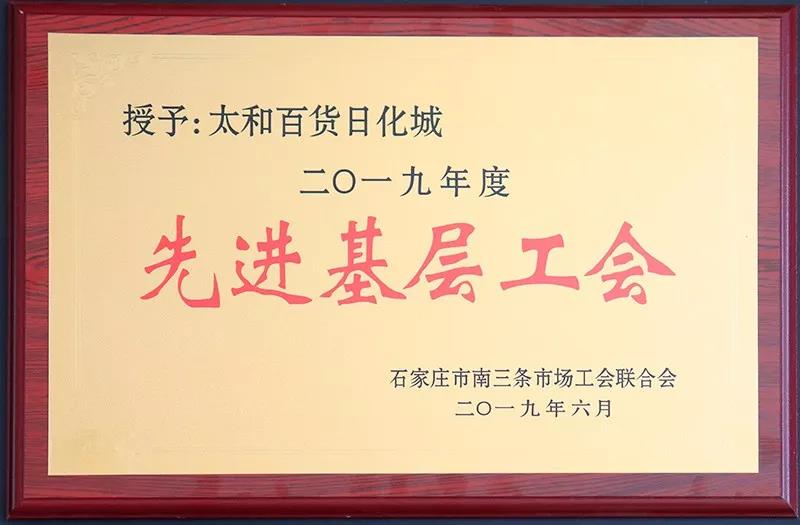 授予:太和百货日化城
二〇一九年度
先进基层工会
石家庄市南三条市场工会联合会
二〇一九年六月